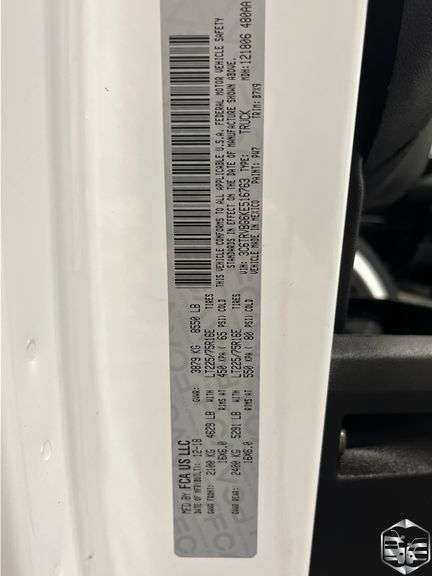 MFD BY: FCA US LLC
DATE OF MFR(BUILT): 12-18 GVWR: 3879 KG 8550 LB
GAWR FRONT: 2100 KG 4629 LB WITH LT225/75R16E TIRES
16X6.0 RIMS AT 450 KPA ( 65 PSI) COLD
GAWR REAR: 2400 KG 5291 LB WITH LT225/75R16E TIRES
16X6.0 RIMS AT 550 KPA ( 80 PSI) COLD
THIS VEHICLE CONFORMS TO ALL APPLICABLE U.S.A. FEDERAL MOTOR VEHICLE SAFETY
STANDARDS IN EFFECT ON THE DATE OF MANUFACTURE SHOWN ABOVE.
VIN: 3C6TRVBG8KE516763 TYPE: TRUCK MDH: 121806 480AA
MADE IN MEXICO PAINT: PW7 TRIM: B7X9